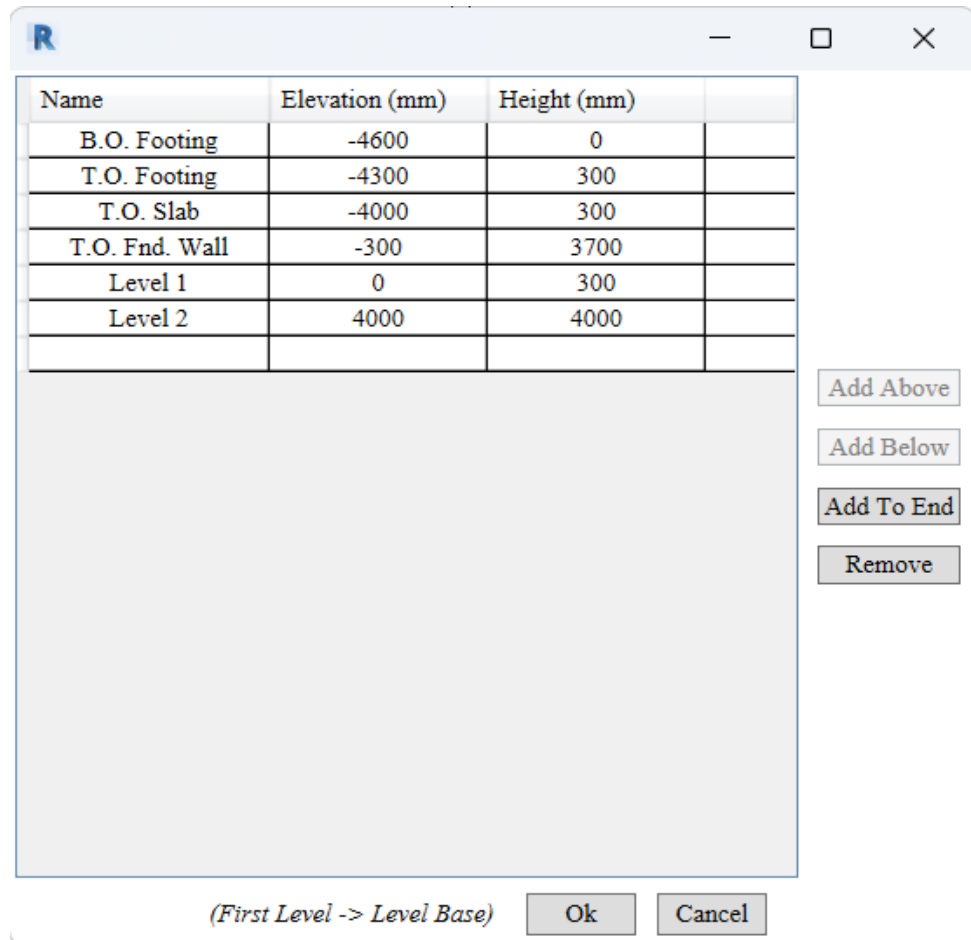 R
Name Elevation (mm) Height (mm)
B.O. Footing -4600 0
T.O. Footing -4300 300
T.O. Slab -4000 300
T.O. Fnd. Wall -300 3700
Level 1 0 300
Level 2 4000 4000
Add Above
Add Below
Add To End
Remove
(First Level -> Level Base) Ok Cancel